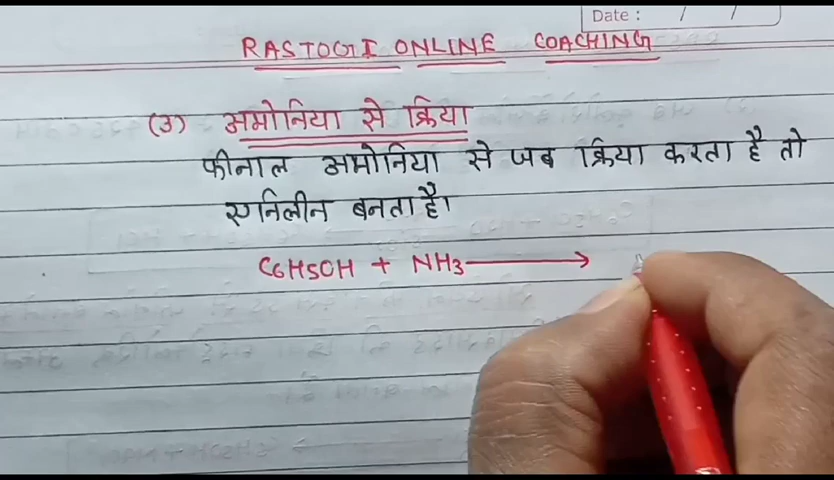 Date : / /
RASTOGI ONLINE COACHING
(3) अमोनिया से क्रिया
फीनाल अमोनिया से जब क्रिया करता है तो
एनिलीन बनता है।
C6H5OH + NH3 ⟶